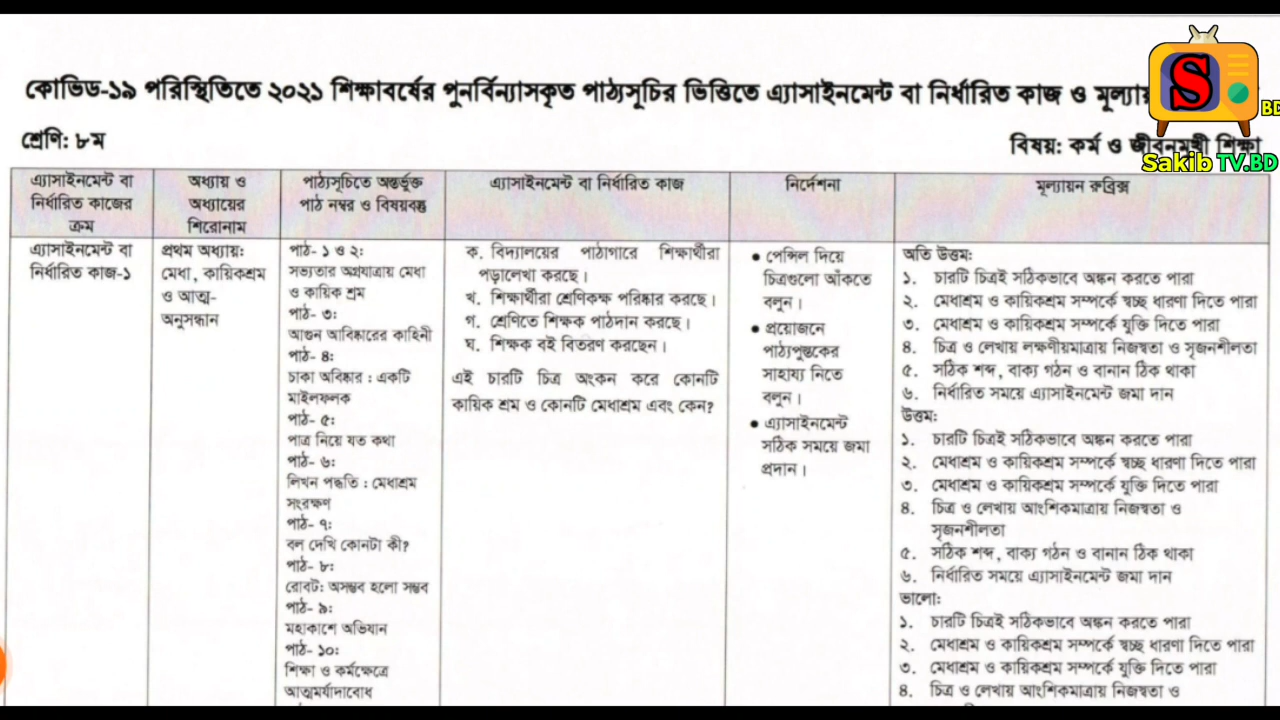 কোভিড-১৯ পরিস্থিতিতে ২০২১ শিক্ষাবর্ষের পুনর্বিন্যাসকৃত পাঠ্যসূচির ভিত্তিতে এ্যাসাইনমেন্ট বা নির্ধারিত কাজ ও
S
BD
শ্রেণি: ৮ম
বিষয়: কর্ম ও জীবনমুখী শিক্ষা
Sakib TV.BD
এ্যাসাইনমেন্ট বা
নির্ধারিত কাজের
ক্রম
অধ্যায় ও
অধ্যায়ের
শিরোনাম
পাঠ্যসূচিতে অন্তর্ভুক্ত
পাঠ নম্বর ও বিষয়বস্তু
এ্যাসাইনমেন্ট বা নির্ধারিত কাজ
নির্দেশনা
মূল্যায়ন রুব্রিক্স
এ্যাসাইনমেন্ট বা
নির্ধারিত কাজ-১
প্রথম অধ্যায়:
মেধা, কায়িকশ্রম
ও আত্ম-
অনুসন্ধান
পাঠ- ১ ও ২:
সভ্যতার অগ্রযাত্রায় মেধা
ও কায়িক শ্রম
পাঠ- ৩:
আগুন আবিষ্কারের কাহিনী
পাঠ- ৪:
চাকা অবিষ্কার : একটি
মাইলফলক
পাঠ- ৫:
পাত্র নিয়ে যত কথা
পাঠ- ৬:
লিখন পদ্ধতি : মেধাশ্রম
সংরক্ষণ
পাঠ- ৭:
বল দেখি কোনটা কী?
পাঠ- ৮:
রোবট: অসম্ভব হলো সম্ভব
পাঠ- ৯:
মহাকাশে অভিযান
পাঠ- ১০:
শিক্ষা ও কর্মক্ষেত্রে
আত্মমর্যাদাবোধ
ক. বিদ্যালয়ের পাঠাগারে শিক্ষার্থীরা
পড়ালেখা করছে।
খ. শিক্ষার্থীরা শ্রেণিকক্ষ পরিষ্কার করছে।
গ. শ্রেণিতে শিক্ষক পাঠদান করছে।
ঘ. শিক্ষক বই বিতরণ করছেন।
এই চারটি চিত্র অংকন করে কোনটি
কায়িক শ্রম ও কোনটি মেধাশ্রম এবং কেন?
• পেন্সিল দিয়ে
চিত্রগুলো আঁকতে
বলুন।
• প্রয়োজনে
পাঠ্যপুস্তকের
সাহায্য নিতে
বলুন।
• এ্যাসাইনমেন্ট
সঠিক সময়ে জমা
প্রদান।
অতি উত্তম:
১. চারটি চিত্রই সঠিকভাবে অঙ্কন করতে পারা
২. মেধাশ্রম ও কায়িকশ্রম সম্পর্কে স্বচ্ছ ধারণা দিতে পারা
৩. মেধাশ্রম ও কায়িকশ্রম সম্পর্কে যুক্তি দিতে পারা
৪. চিত্র ও লেখায় লক্ষণীয়মাত্রায় নিজস্বতা ও সৃজনশীলতা
৫. সঠিক শব্দ, বাক্য গঠন ও বানান ঠিক থাকা
৬. নির্ধারিত সময়ে এ্যাসাইনমেন্ট জমা দান
উত্তম:
১. চারটি চিত্রই সঠিকভাবে অঙ্কন করতে পারা
২. মেধাশ্রম ও কায়িকশ্রম সম্পর্কে স্বচ্ছ ধারণা দিতে পারা
৩. মেধাশ্রম ও কায়িকশ্রম সম্পর্কে যুক্তি দিতে পারা
৪. চিত্র ও লেখায় আংশিকমাত্রায় নিজস্বতা ও
সৃজনশীলতা
৫. সঠিক শব্দ, বাক্য গঠন ও বানান ঠিক থাকা
৬. নির্ধারিত সময়ে এ্যাসাইনমেন্ট জমা দান
ভালো:
১. চারটি চিত্রই সঠিকভাবে অঙ্কন করতে পারা
২. মেধাশ্রম ও কায়িকশ্রম সম্পর্কে স্বচ্ছ ধারণা দিতে পারা
৩. মেধাশ্রম ও কায়িকশ্রম সম্পর্কে যুক্তি দিতে পারা
৪. চিত্র ও লেখায় আংশিকমাত্রায় নিজস্বতা ও